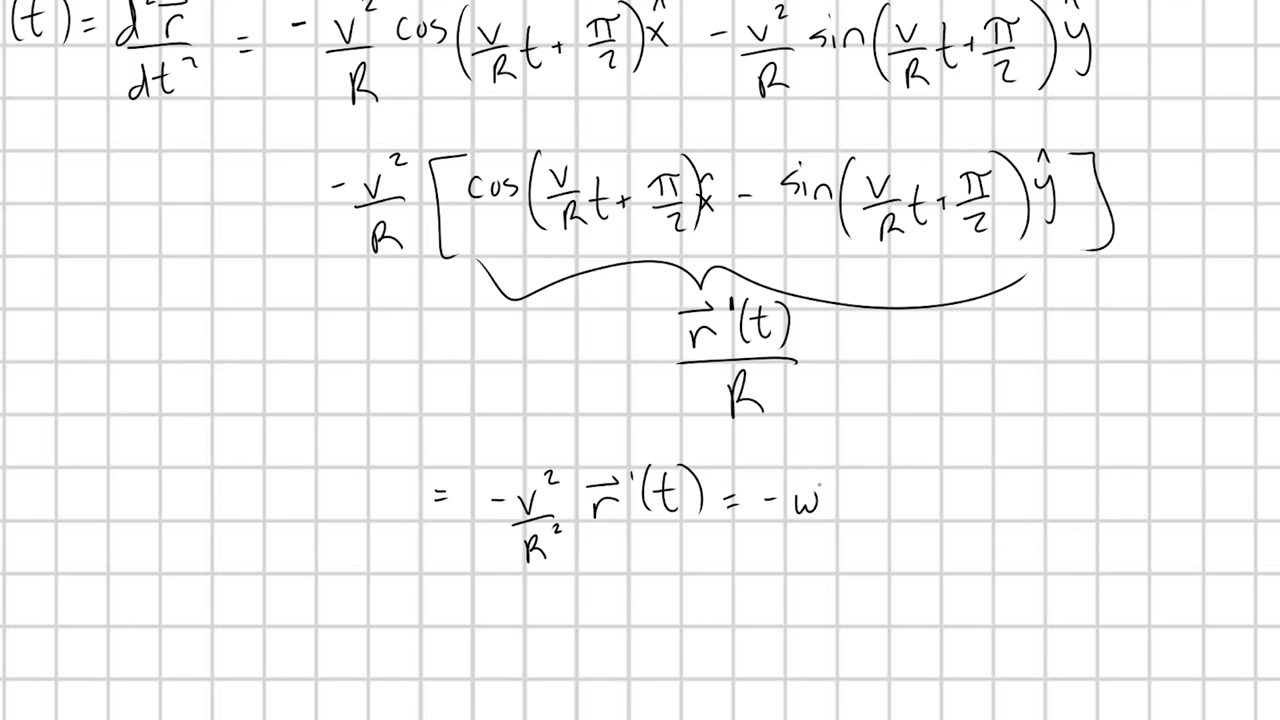 (t) = d²r⃗/dt² = - v²/R cos(v/R t + π/2) x̂ - v²/R sin(v/R t + π/2) ŷ
- v²/R [cos(v/R t + π/2) x̂ - sin(v/R t + π/2) ŷ]
r⃗'(t)/R
= -v²/R² r⃗'(t) = - ω